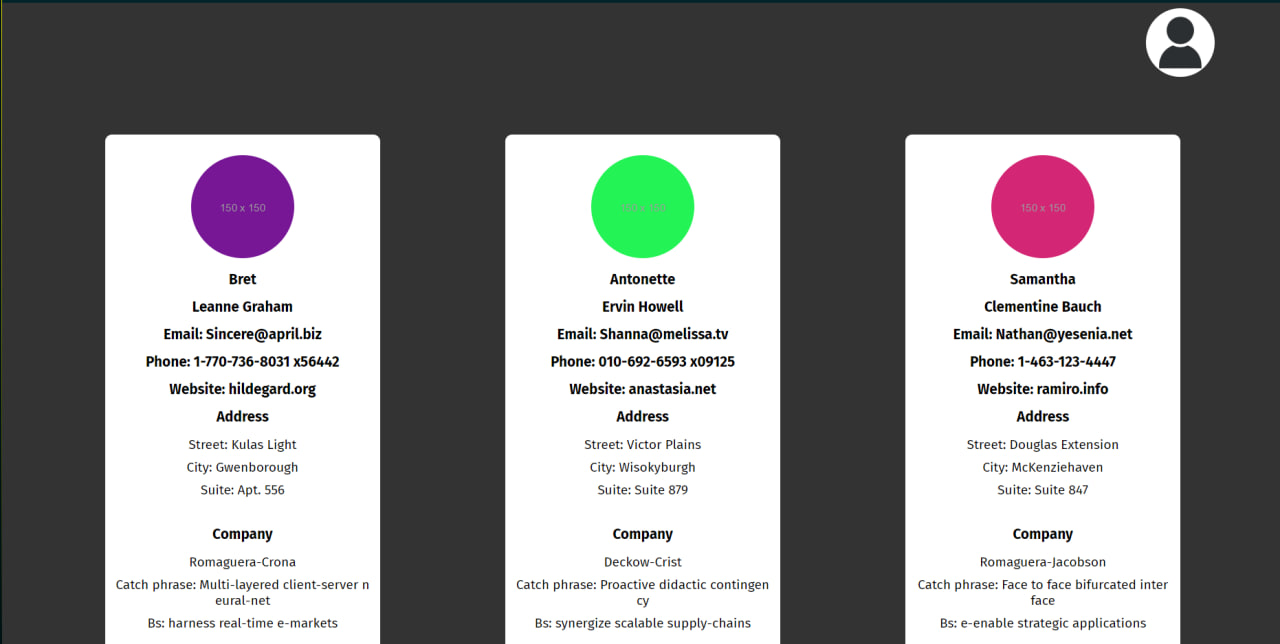 150 x 150
Bret
Leanne Graham
Email: Sincere@april.biz
Phone: 1-770-736-8031 x56442
Website: hildegard.org
Address
Street: Kulas Light
City: Gwenborough
Suite: Apt. 556
Company
Romaguera-Crona
Catch phrase: Multi-layered client-server n
eural-net
Bs: harness real-time e-markets
150 x 150
Antonette
Ervin Howell
Email: Shanna@melissa.tv
Phone: 010-692-6593 x09125
Website: anastasia.net
Address
Street: Victor Plains
City: Wisokyburgh
Suite: Suite 879
Company
Deckow-Crist
Catch phrase: Proactive didactic contingen
cy
Bs: synergize scalable supply-chains
150 x 150
Samantha
Clementine Bauch
Email: Nathan@yesenia.net
Phone: 1-463-123-4447
Website: ramiro.info
Address
Street: Douglas Extension
City: McKenziehaven
Suite: Suite 847
Company
Romaguera-Jacobson
Catch phrase: Face to face bifurcated inter
face
Bs: e-enable strategic applications